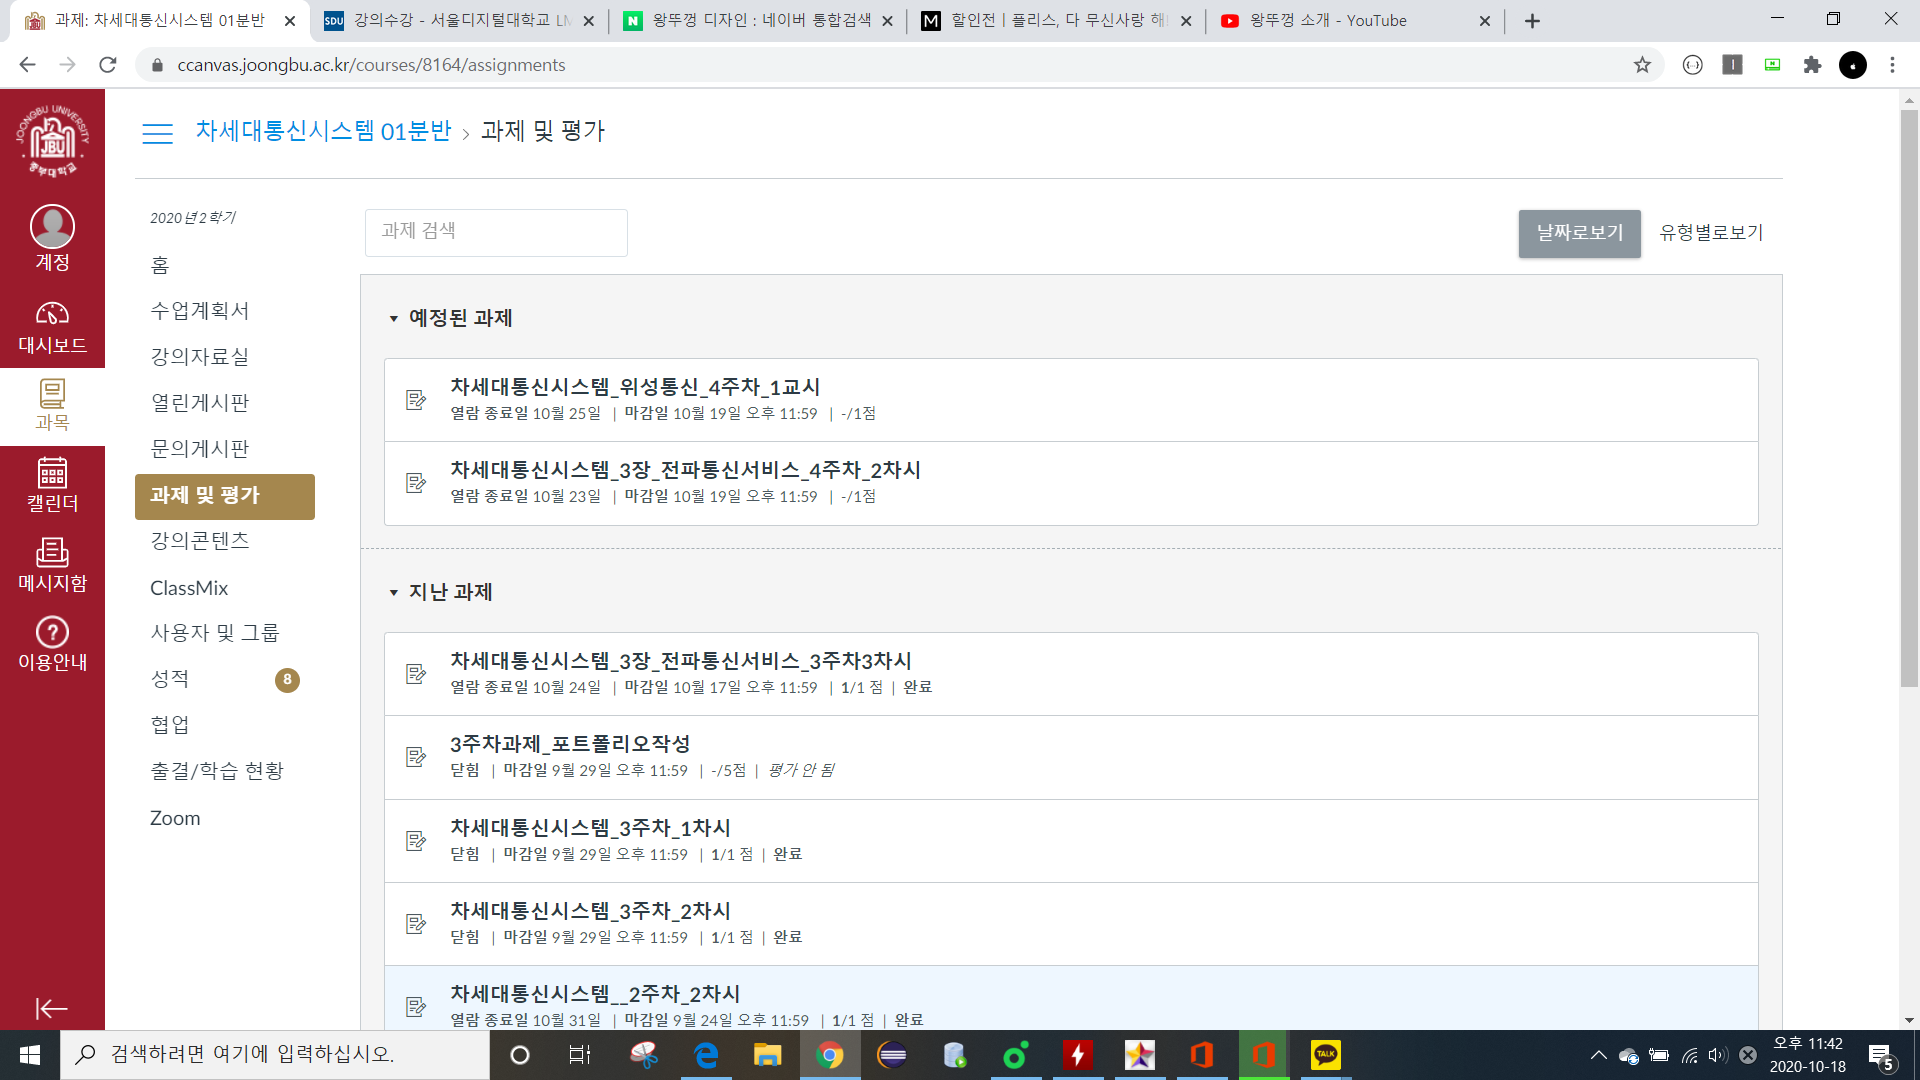 과제: 차세대통신시스템 01분반
SDU 강의수강 - 서울디지털대학교 LM
N 왕뚜껑 디자인 : 네이버 통합검색
M 할인전 | 플리스, 다 무신사랑 해
왕뚜껑 소개 - YouTube
ccanvas.joongbu.ac.kr/courses/8164/assignments
JOONGBU UNIVERSITY
JBU
중부대학교
계정
대시보드
과목
캘린더
메시지함
이용안내
차세대통신시스템 01분반 > 과제 및 평가
2020년 2학기
홈
수업계획서
강의자료실
열린게시판
문의게시판
과제 및 평가
강의콘텐츠
ClassMix
사용자 및 그룹
성적 8
협업
출결/학습 현황
Zoom
과제 검색
날짜로보기 유형별로보기
예정된 과제
차세대통신시스템_위성통신_4주차_1교시
열람 종료일 10월 25일 | 마감일 10월 19일 오후 11:59 | -/1점
차세대통신시스템_3장_전파통신서비스_4주차_2차시
열람 종료일 10월 23일 | 마감일 10월 19일 오후 11:59 | -/1점
지난 과제
차세대통신시스템_3장_전파통신서비스_3주차3차시
열람 종료일 10월 24일 | 마감일 10월 17일 오후 11:59 | 1/1 점 | 완료
3주차과제_포트폴리오작성
닫힘 | 마감일 9월 29일 오후 11:59 | -/5점 | 평가 안 됨
차세대통신시스템_3주차_1차시
닫힘 | 마감일 9월 29일 오후 11:59 | 1/1 점 | 완료
차세대통신시스템_3주차_2차시
닫힘 | 마감일 9월 29일 오후 11:59 | 1/1 점 | 완료
차세대통신시스템__2주차_2차시
열람 종료일 10월 31일 | 마감일 9월 24일 오후 11:59 | 1/1 점 | 완료
검색하려면 여기에 입력하십시오.
TALK
오후 11:42
2020-10-18
5